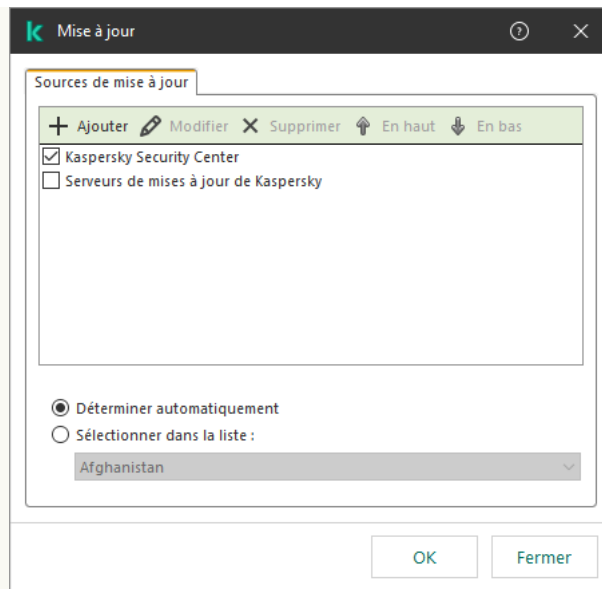 Mise à jour
Sources de mise à jour
Ajouter Modifier Supprimer En haut En bas
Kaspersky Security Center
Serveurs de mises à jour de Kaspersky
Déterminer automatiquement
Sélectionner dans la liste :
Afghanistan
OK Fermer